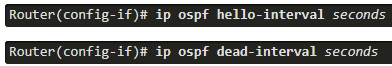 Router(config-if)# ip ospf hello-interval seconds
Router(config-if)# ip ospf dead-interval seconds